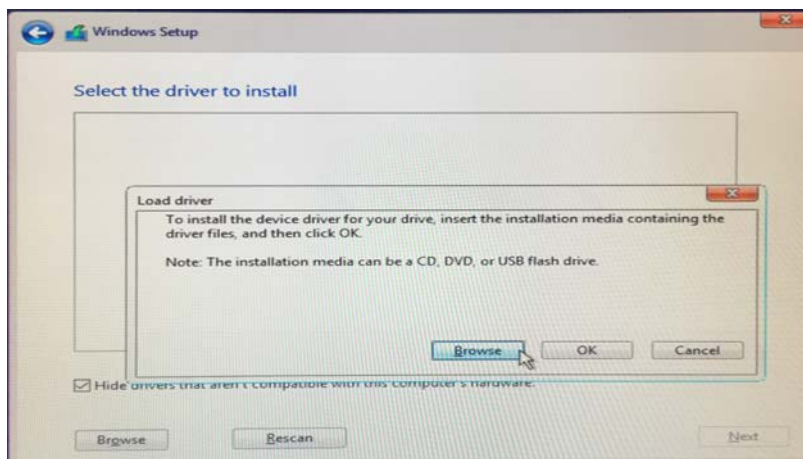 Windows Setup
Select the driver to install
Load driver
To install the device driver for your drive, insert the installation media containing the
driver files, and then click OK.
Note: The installation media can be a CD, DVD, or USB flash drive.
Browse OK Cancel
Hide drivers that aren't compatible with this computer's hardware.
Browse Rescan Next